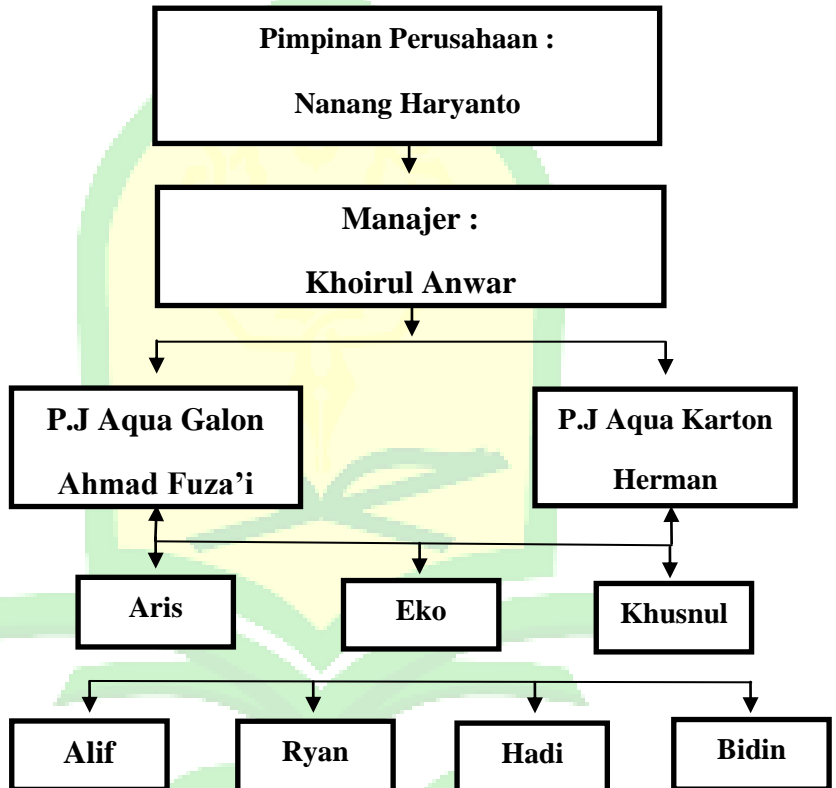 Pimpinan Perusahaan :
Nanang Haryanto
Manajer :
Khoirul Anwar
P.J Aqua Galon
Ahmad Fuza’i
P.J Aqua Karton
Herman
Aris
Eko
Khusnul
Alif
Ryan
Hadi
Bidin